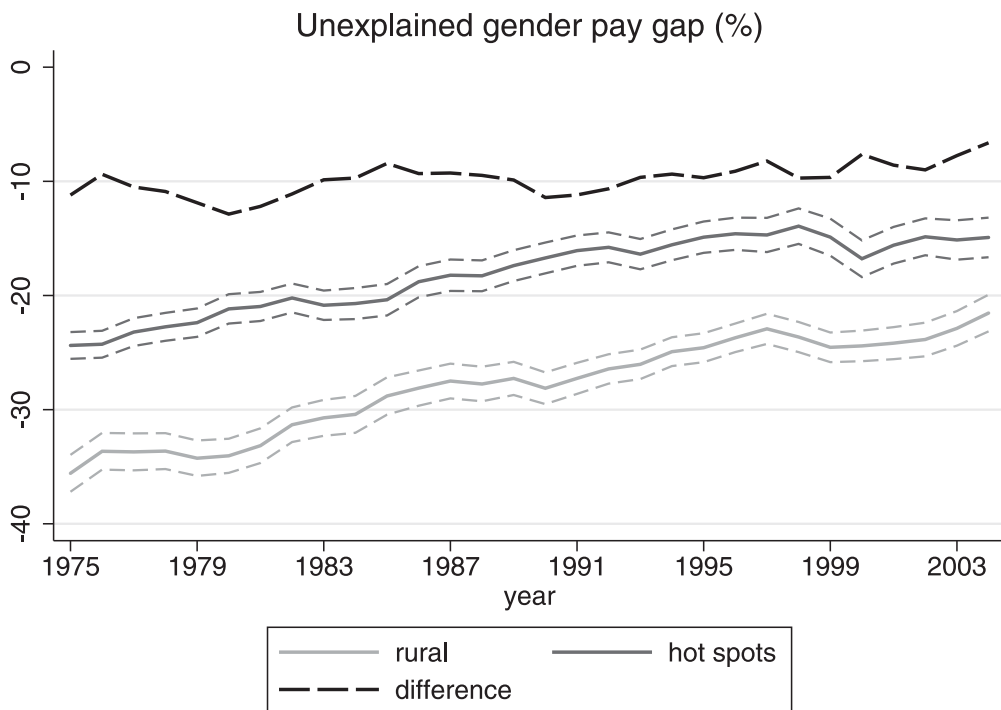 Unexplained gender pay gap (%)
0
-10
-20
-30
-40
1975 1979 1983 1987 1991 1995 1999 2003
year
rural hot spots
difference